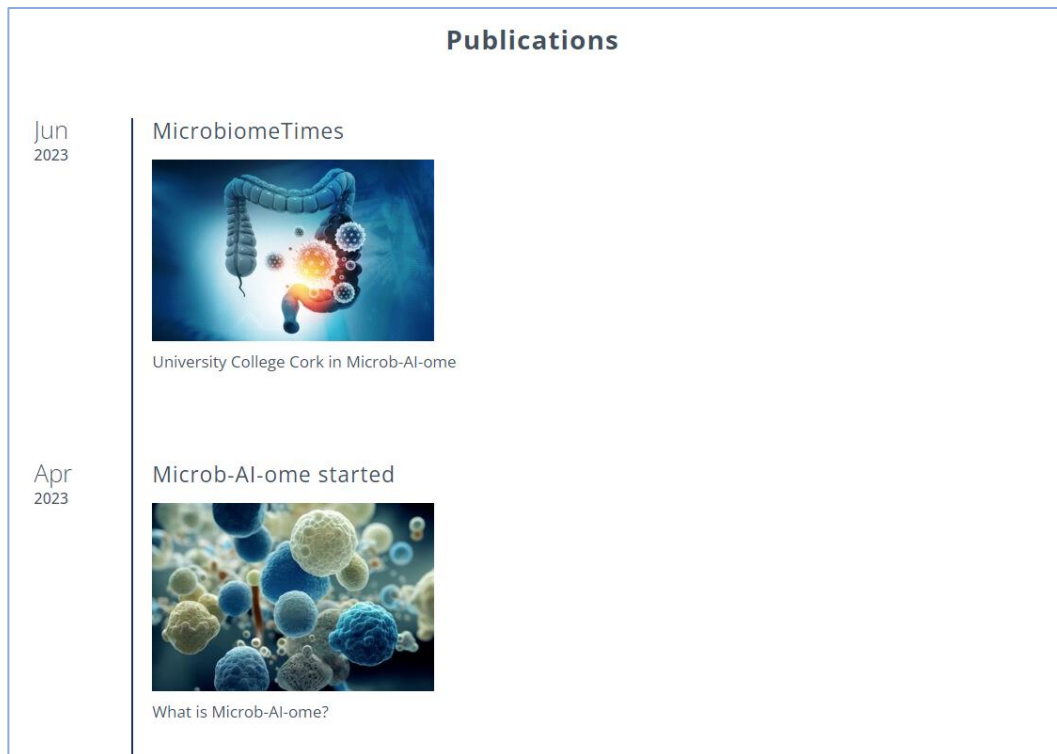 Publications
Jun
2023
MicrobiomeTimes
University College Cork in Microb-AI-ome
Apr
2023
Microb-AI-ome started
What is Microb-AI-ome?